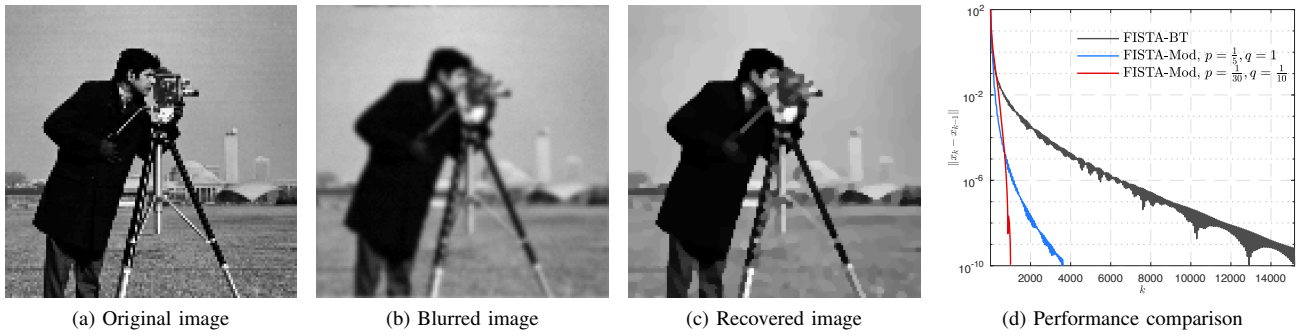 (a) Original image
(b) Blurred image
(c) Recovered image
10^2
10^-2
10^-6
10^-10
||x_k − x_{k−1}||
FISTA-BT
FISTA-Mod, p = 1/5, q = 1
FISTA-Mod, p = 1/30, q = 1/10
2000 4000 6000 8000 10000 12000 14000
k
(d) Performance comparison